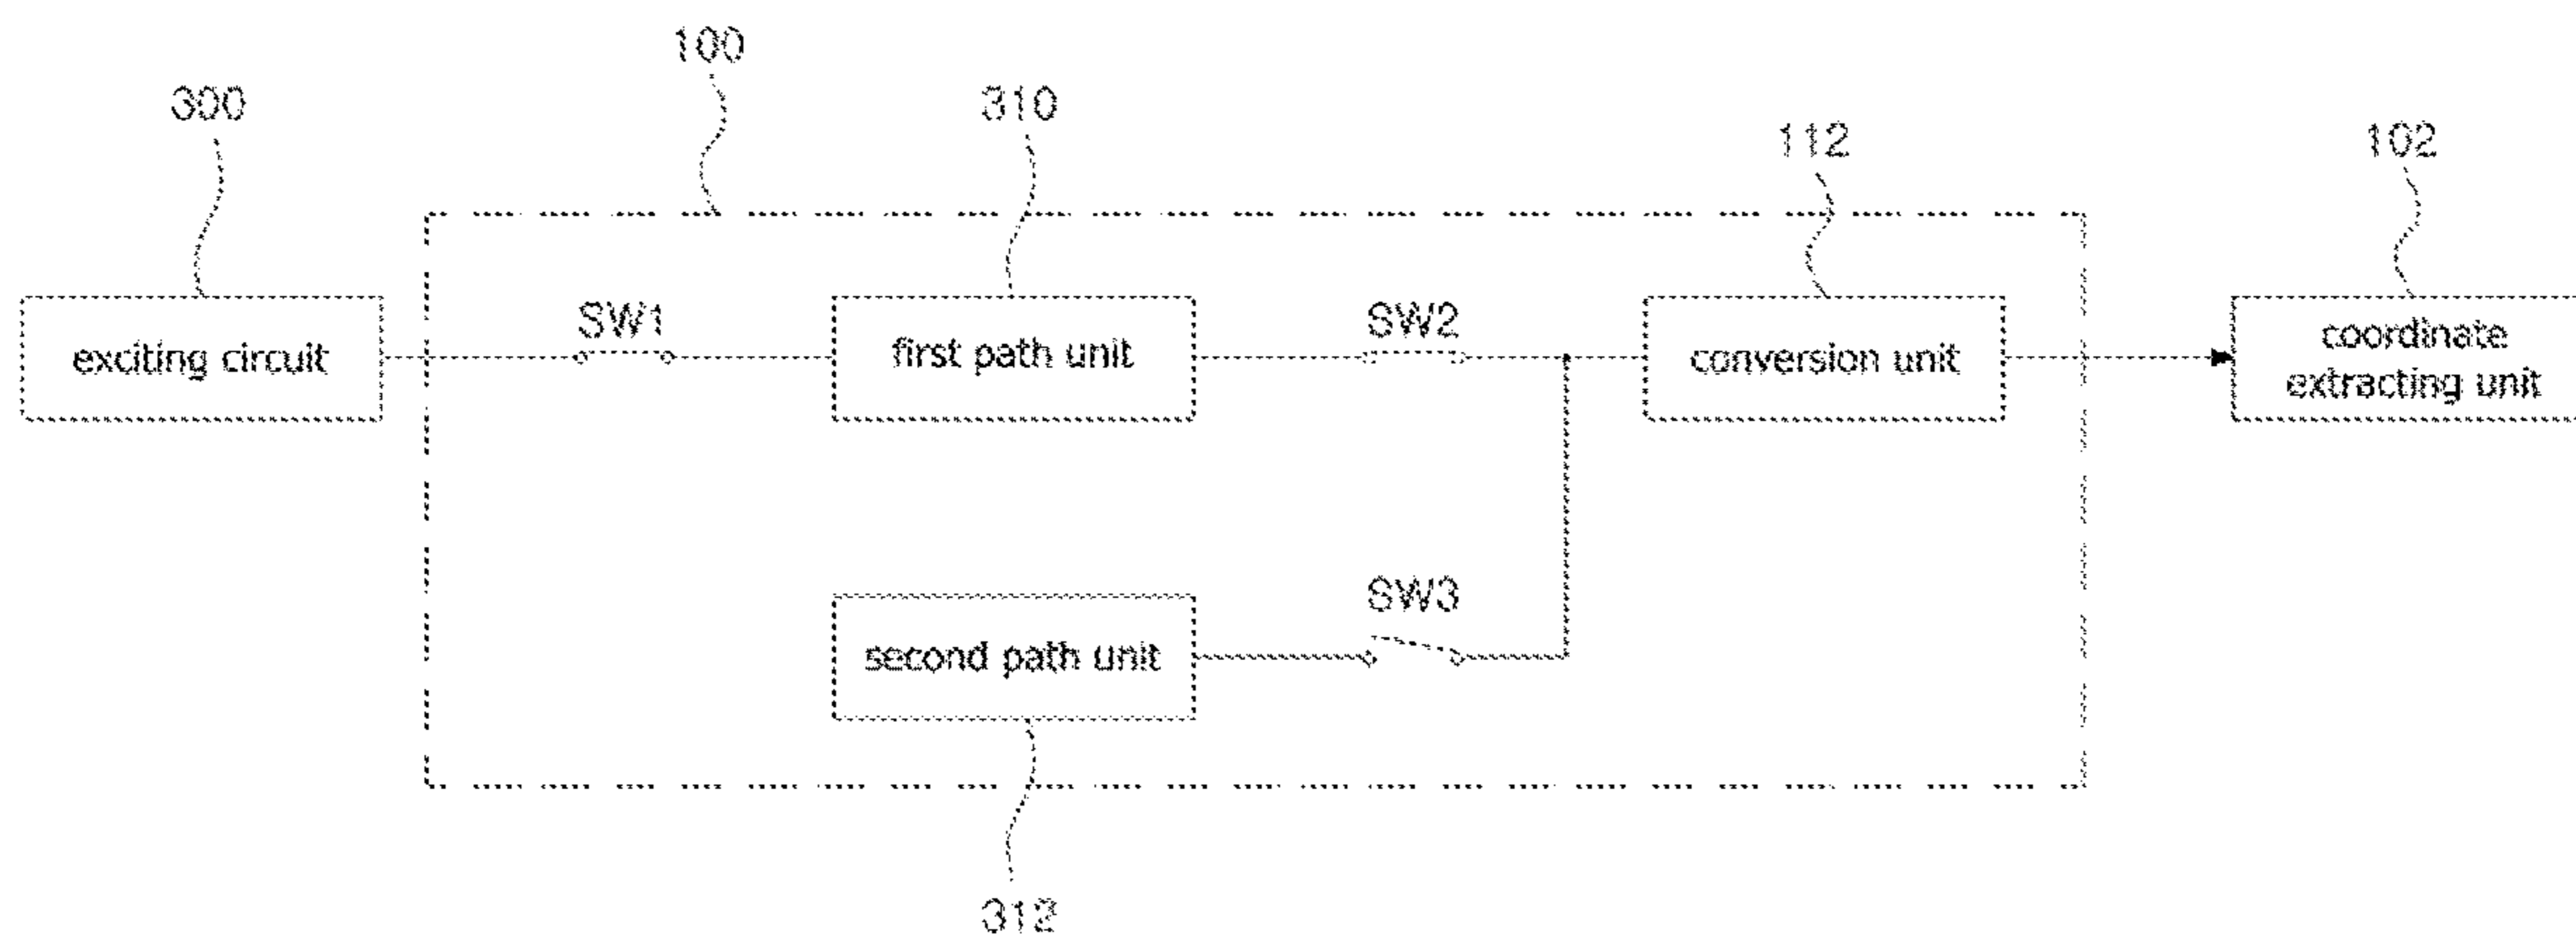 100
300
310
112
102
SW1
SW2
exciting circuit
first path unit
conversion unit
coordinate
extracting unit
SW3
second path unit
312